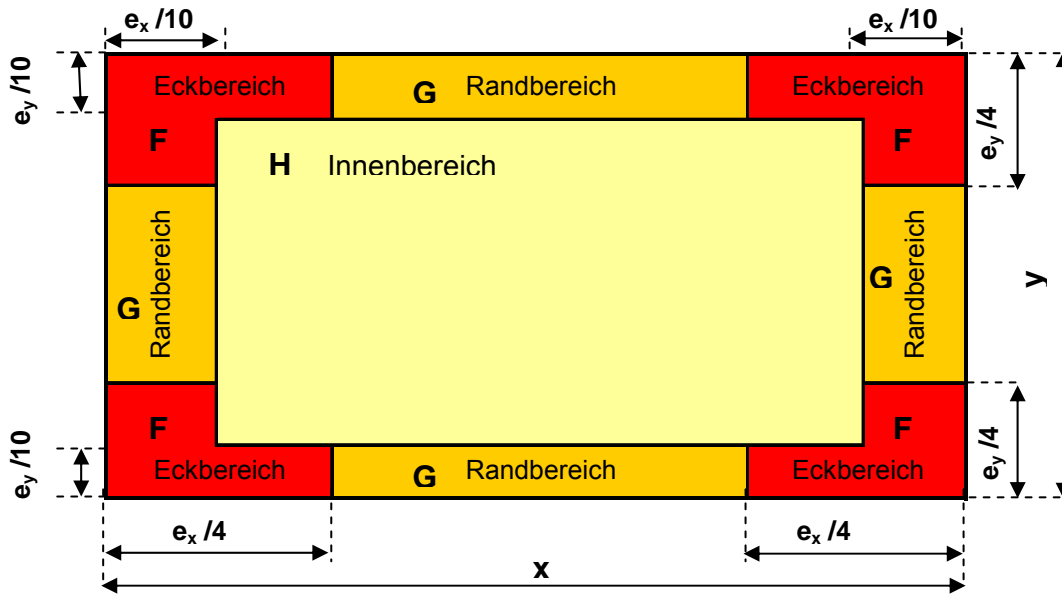 eₓ /10
eₓ /10
e_y /10
Eckbereich
G Randbereich
Eckbereich
F
F
e_y /4
H Innenbereich
G
Randbereich
G
Randbereich
y
F
F
e_y /10
Eckbereich
G Randbereich
Eckbereich
e_y /4
eₓ /4
eₓ /4
x